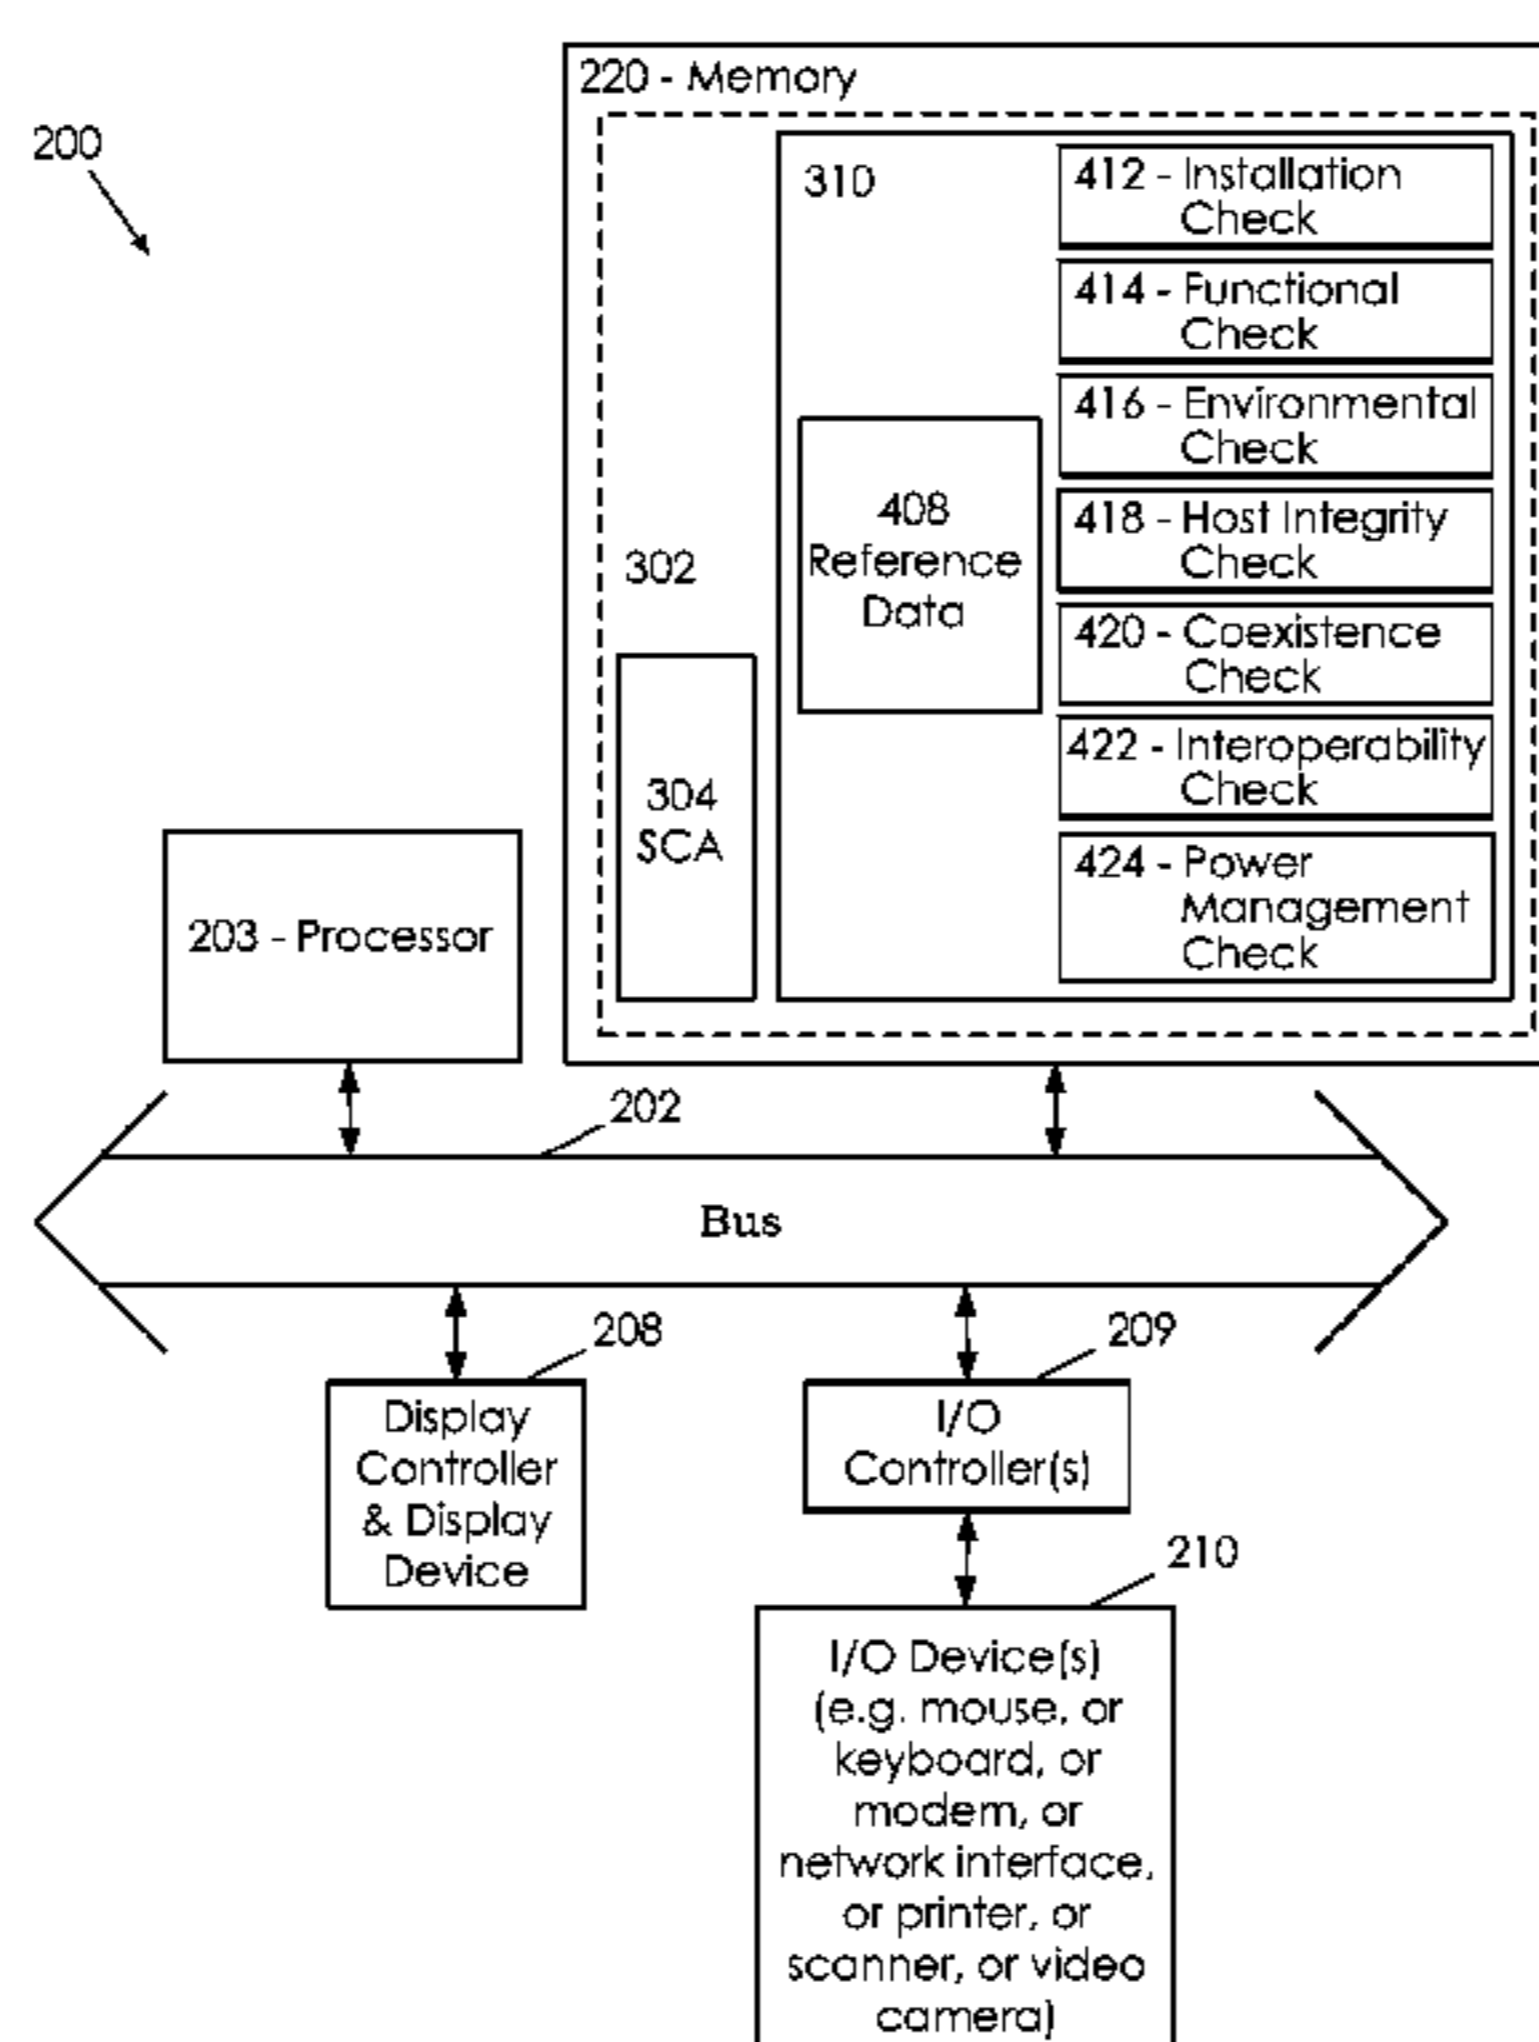 220 - Memory
200
310
412 - Installation
Check
414 - Functional
Check
416 - Environmental
Check
408
Reference
Data
418 - Host Integrity
Check
302
420 - Coexistence
Check
422 - Interoperability
Check
304
SCA
424 - Power
Management
Check
203 - Processor
202
Bus
208
209
Display
Controller
& Display
Device
I/O
Controller(s)
210
I/O Device(s)
(e.g. mouse, or
keyboard, or
modem, or
network interface,
or printer, or
scanner, or video
camera)